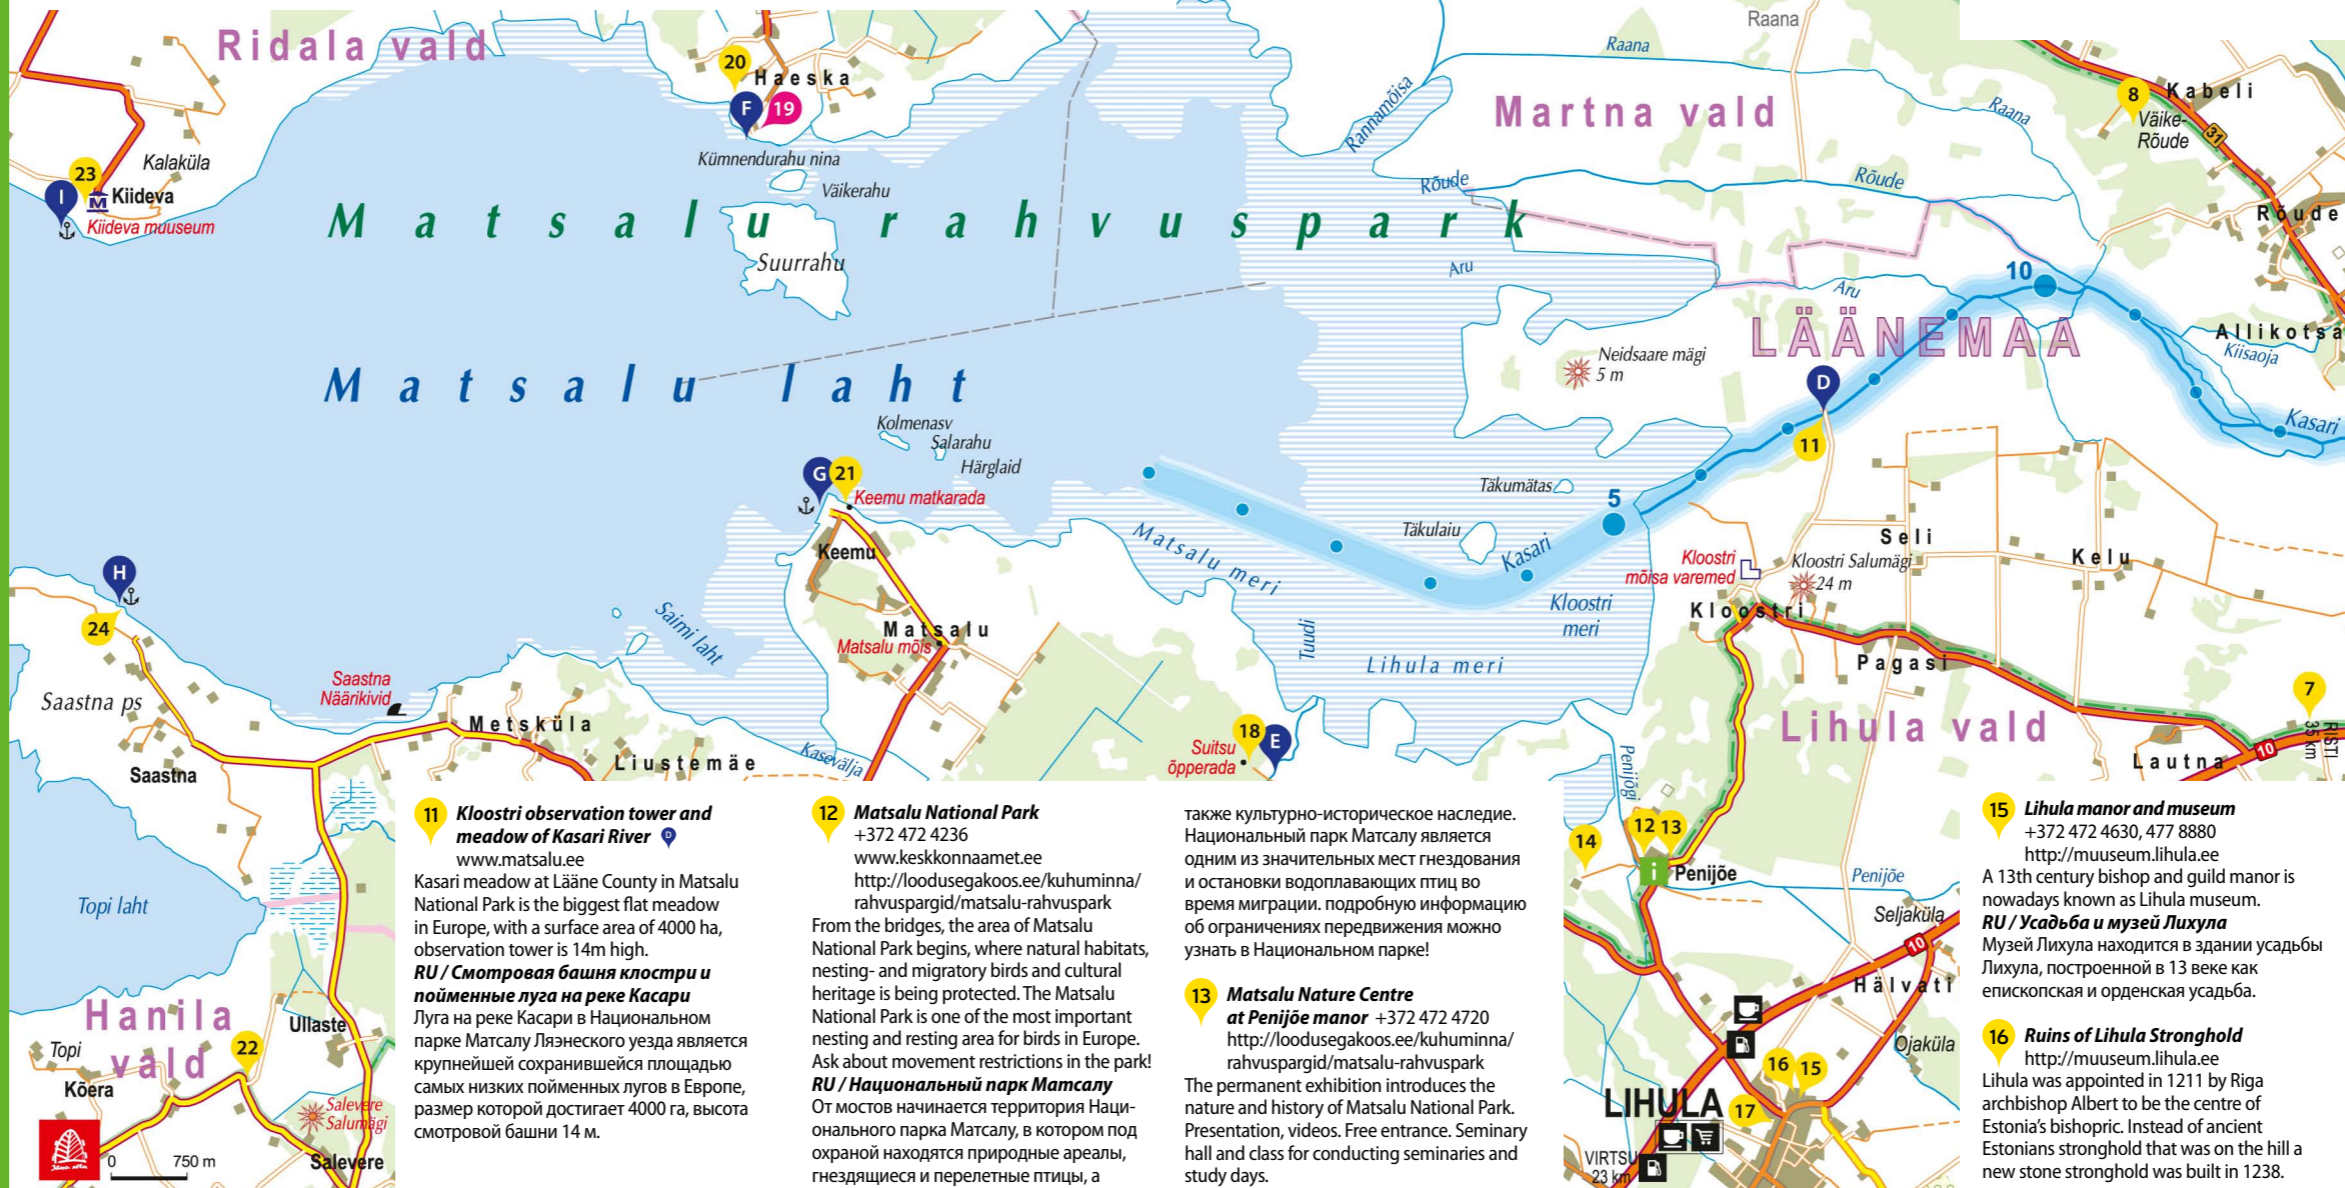 Ridala vald
20
Haeska
F
19
Raana
Raana
Rannamõisa
Martna vald
Raana
8
Kabeli
Väike-
Rõude
31
Kalaküla
23
I
Kiideva
Kiideva muuseum
Kümnendurahu nina
Väikerahu
Rõude
Rõude
Rõude
Matsalu rahvuspark
Suurrahu
Aru
Aru
10
LÄÄNEMAA
Allikotsa
Kiisaoja
Neidsaare mägi
5 m
D
11
Kasari
Matsalu laht
Kolmenasv
Salarahu
Härglaid
G
21
Keemu matkarada
Keemu
Täkumätas
5
Täkulaiu
Kasari
Matsalu meri
Kloostri
meri
Tuudi
Lihula meri
Seli
Kelu
Kloostri
mõisa varemed
Kloostri Salumägi
24 m
Kloostri
Pagasi
H
24
Saimi laht
Matsalu
Matsalu mõis
Saastna
Näärikivid
Saastna ps
Metsküla
Liustemäe
Kasevälja
Saastna
18
E
Suitsu
õpperada
Penijõgi
Lihula vald
7
RISTI
35 km
10
Lautna
Topi laht
Hanila
vald
Ullaste
22
Topi
Kõera
Salevere
Salumägi
Salevere
0
750 m
11
Kloostri observation tower and
meadow of Kasari River D
www.matsalu.ee
Kasari meadow at Lääne County in Matsalu
National Park is the biggest flat meadow
in Europe, with a surface area of 4000 ha,
observation tower is 14m high.
RU / Смотровая башня клостри и
пойменные луга на реке Касари
Луга на реке Касари в Национальном
парке Матсалу Ляэнеского уезда является
крупнейшей сохранившейся площадью
самых низких пойменных лугов в Европе,
размер которой достигает 4000 га, высота
смотровой башни 14 м.
12
Matsalu National Park
+372 472 4236
www.keskkonnaamet.ee
http://loodusegakoos.ee/kuhuminna/
rahvuspargid/matsalu-rahvuspark
From the bridges, the area of Matsalu
National Park begins, where natural habitats,
nesting- and migratory birds and cultural
heritage is being protected. The Matsalu
National Park is one of the most important
nesting and resting area for birds in Europe.
Ask about movement restrictions in the park!
RU / Национальный парк Матсалу
От мостов начинается территория Наци-
онального парка Матсалу, в котором под
охраной находятся природные ареалы,
гнездящиеся и перелетные птицы, а
также культурно-историческое наследие.
Национальный парк Матсалу является
одним из значительных мест гнездования
и остановки водоплавающих птиц во
время миграции. подробную информацию
об ограничениях передвижения можно
узнать в Национальном парке!
13
Matsalu Nature Centre
at Penijõe manor +372 472 4720
http://loodusegakoos.ee/kuhuminna/
rahvuspargid/matsalu-rahvuspark
The permanent exhibition introduces the
nature and history of Matsalu National Park.
Presentation, videos. Free entrance. Seminary
hall and class for conducting seminaries and
study days.
14
12
13
i
Penijõe
Penijõe
Seljaküla
10
Hälvati
Ojaküla
16
15
LIHULA
17
VIRTSU
23 km
15
Lihula manor and museum
+372 472 4630, 477 8880
http://muuseum.lihula.ee
A 13th century bishop and guild manor is
nowadays known as Lihula museum.
RU / Усадьба и музей Лихула
Музей Лихула находится в здании усадьбы
Лихула, построенной в 13 веке как
епископская и орденская усадьба.
16
Ruins of Lihula Stronghold
http://muuseum.lihula.ee
Lihula was appointed in 1211 by Riga
archbishop Albert to be the centre of
Estonia’s bishopric. Instead of ancient
Estonians stronghold that was on the hill a
new stone stronghold was built in 1238.